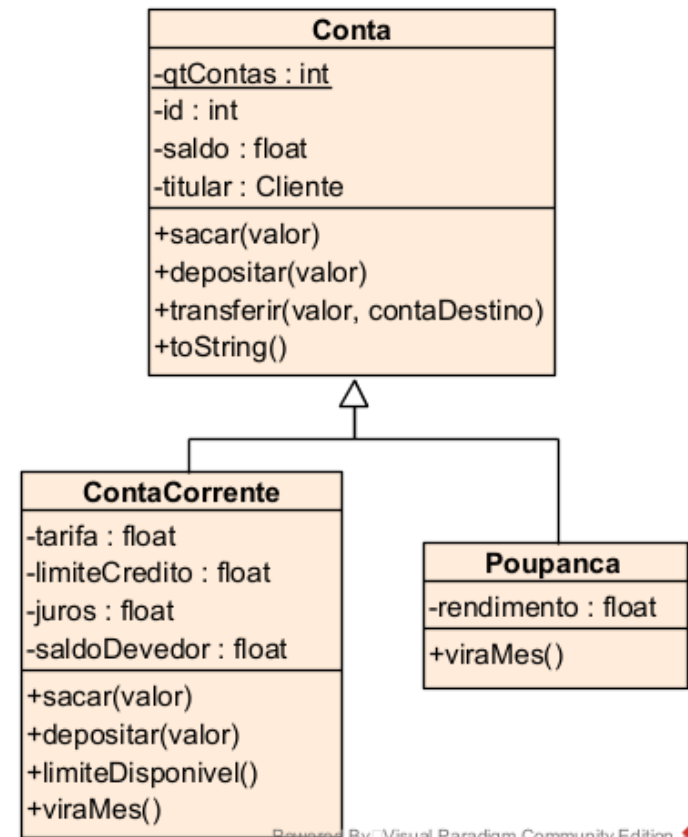 Conta
-qtContas : int
-id : int
-saldo : float
-titular : Cliente
+sacar(valor)
+depositar(valor)
+transferir(valor, contaDestino)
+toString()
ContaCorrente
-tarifa : float
-limiteCredito : float
-juros : float
-saldoDevedor : float
+sacar(valor)
+depositar(valor)
+limiteDisponivel()
+viraMes()
Poupanca
-rendimento : float
+viraMes()
Powered By Visual Paradigm Community Edition